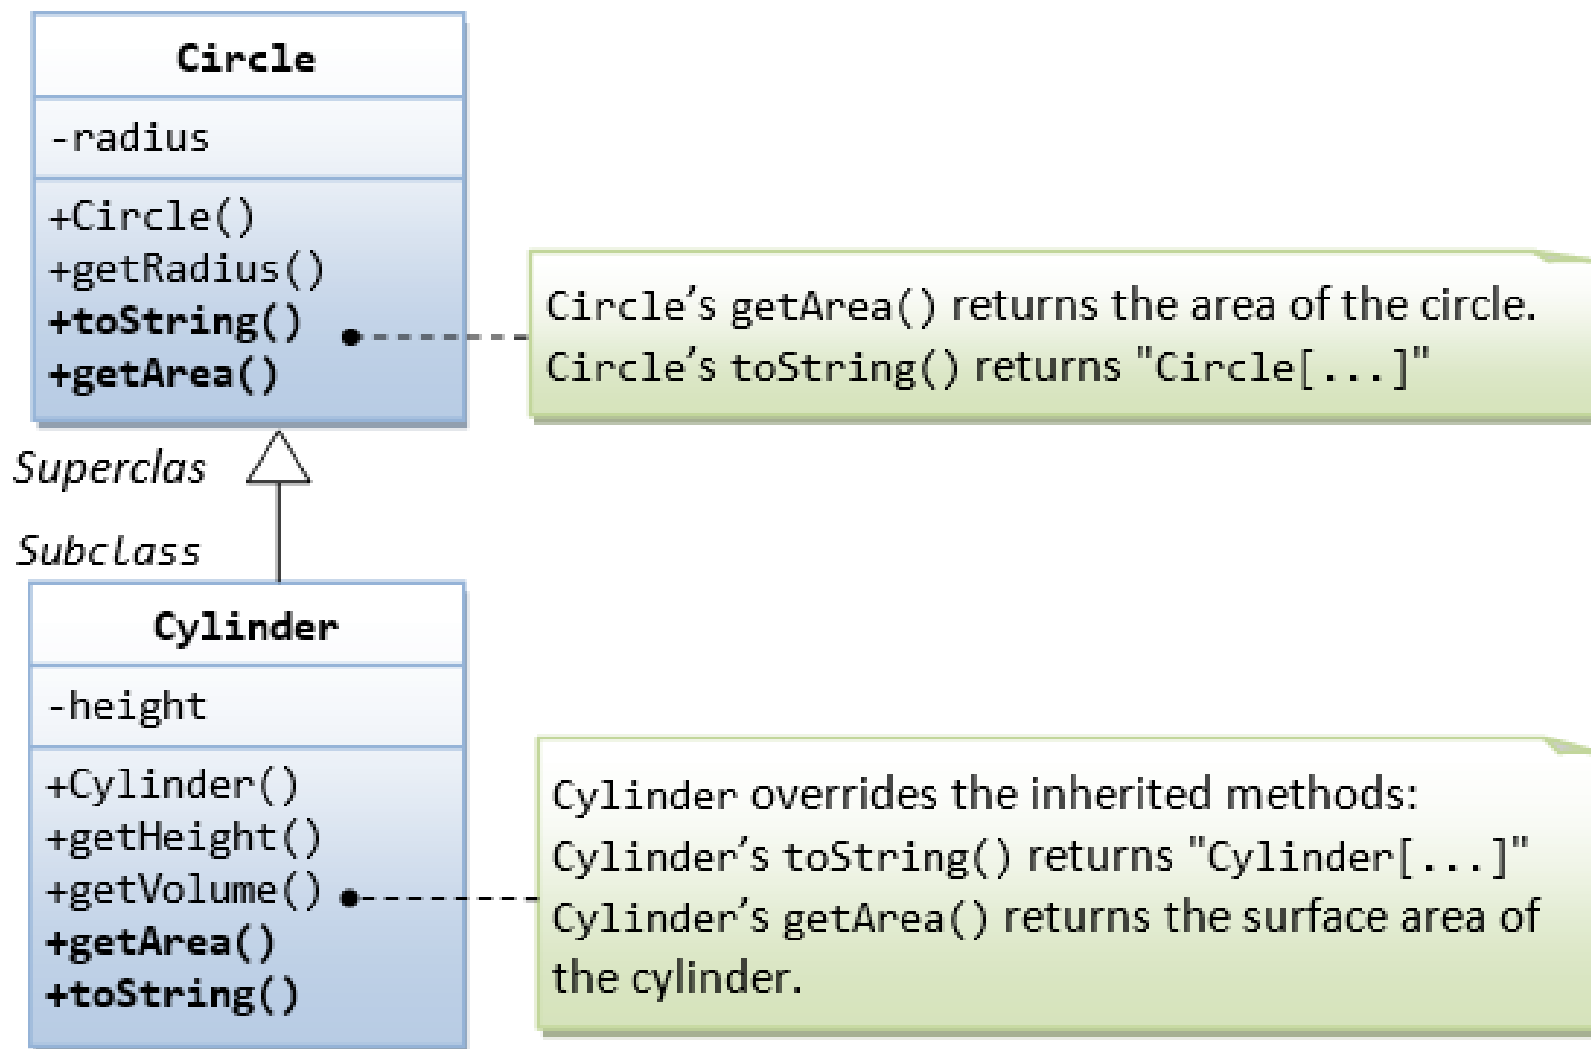 Circle
-radius
+Circle()
+getRadius()
+toString()
+getArea()
Circle's getArea() returns the area of the circle.
Circle's toString() returns "Circle[...]"
Superclas
Subclass
Cylinder
-height
+Cylinder()
+getHeight()
+getVolume()
+getArea()
+toString()
Cylinder overrides the inherited methods:
Cylinder's toString() returns "Cylinder[...]"
Cylinder's getArea() returns the surface area of
the cylinder.